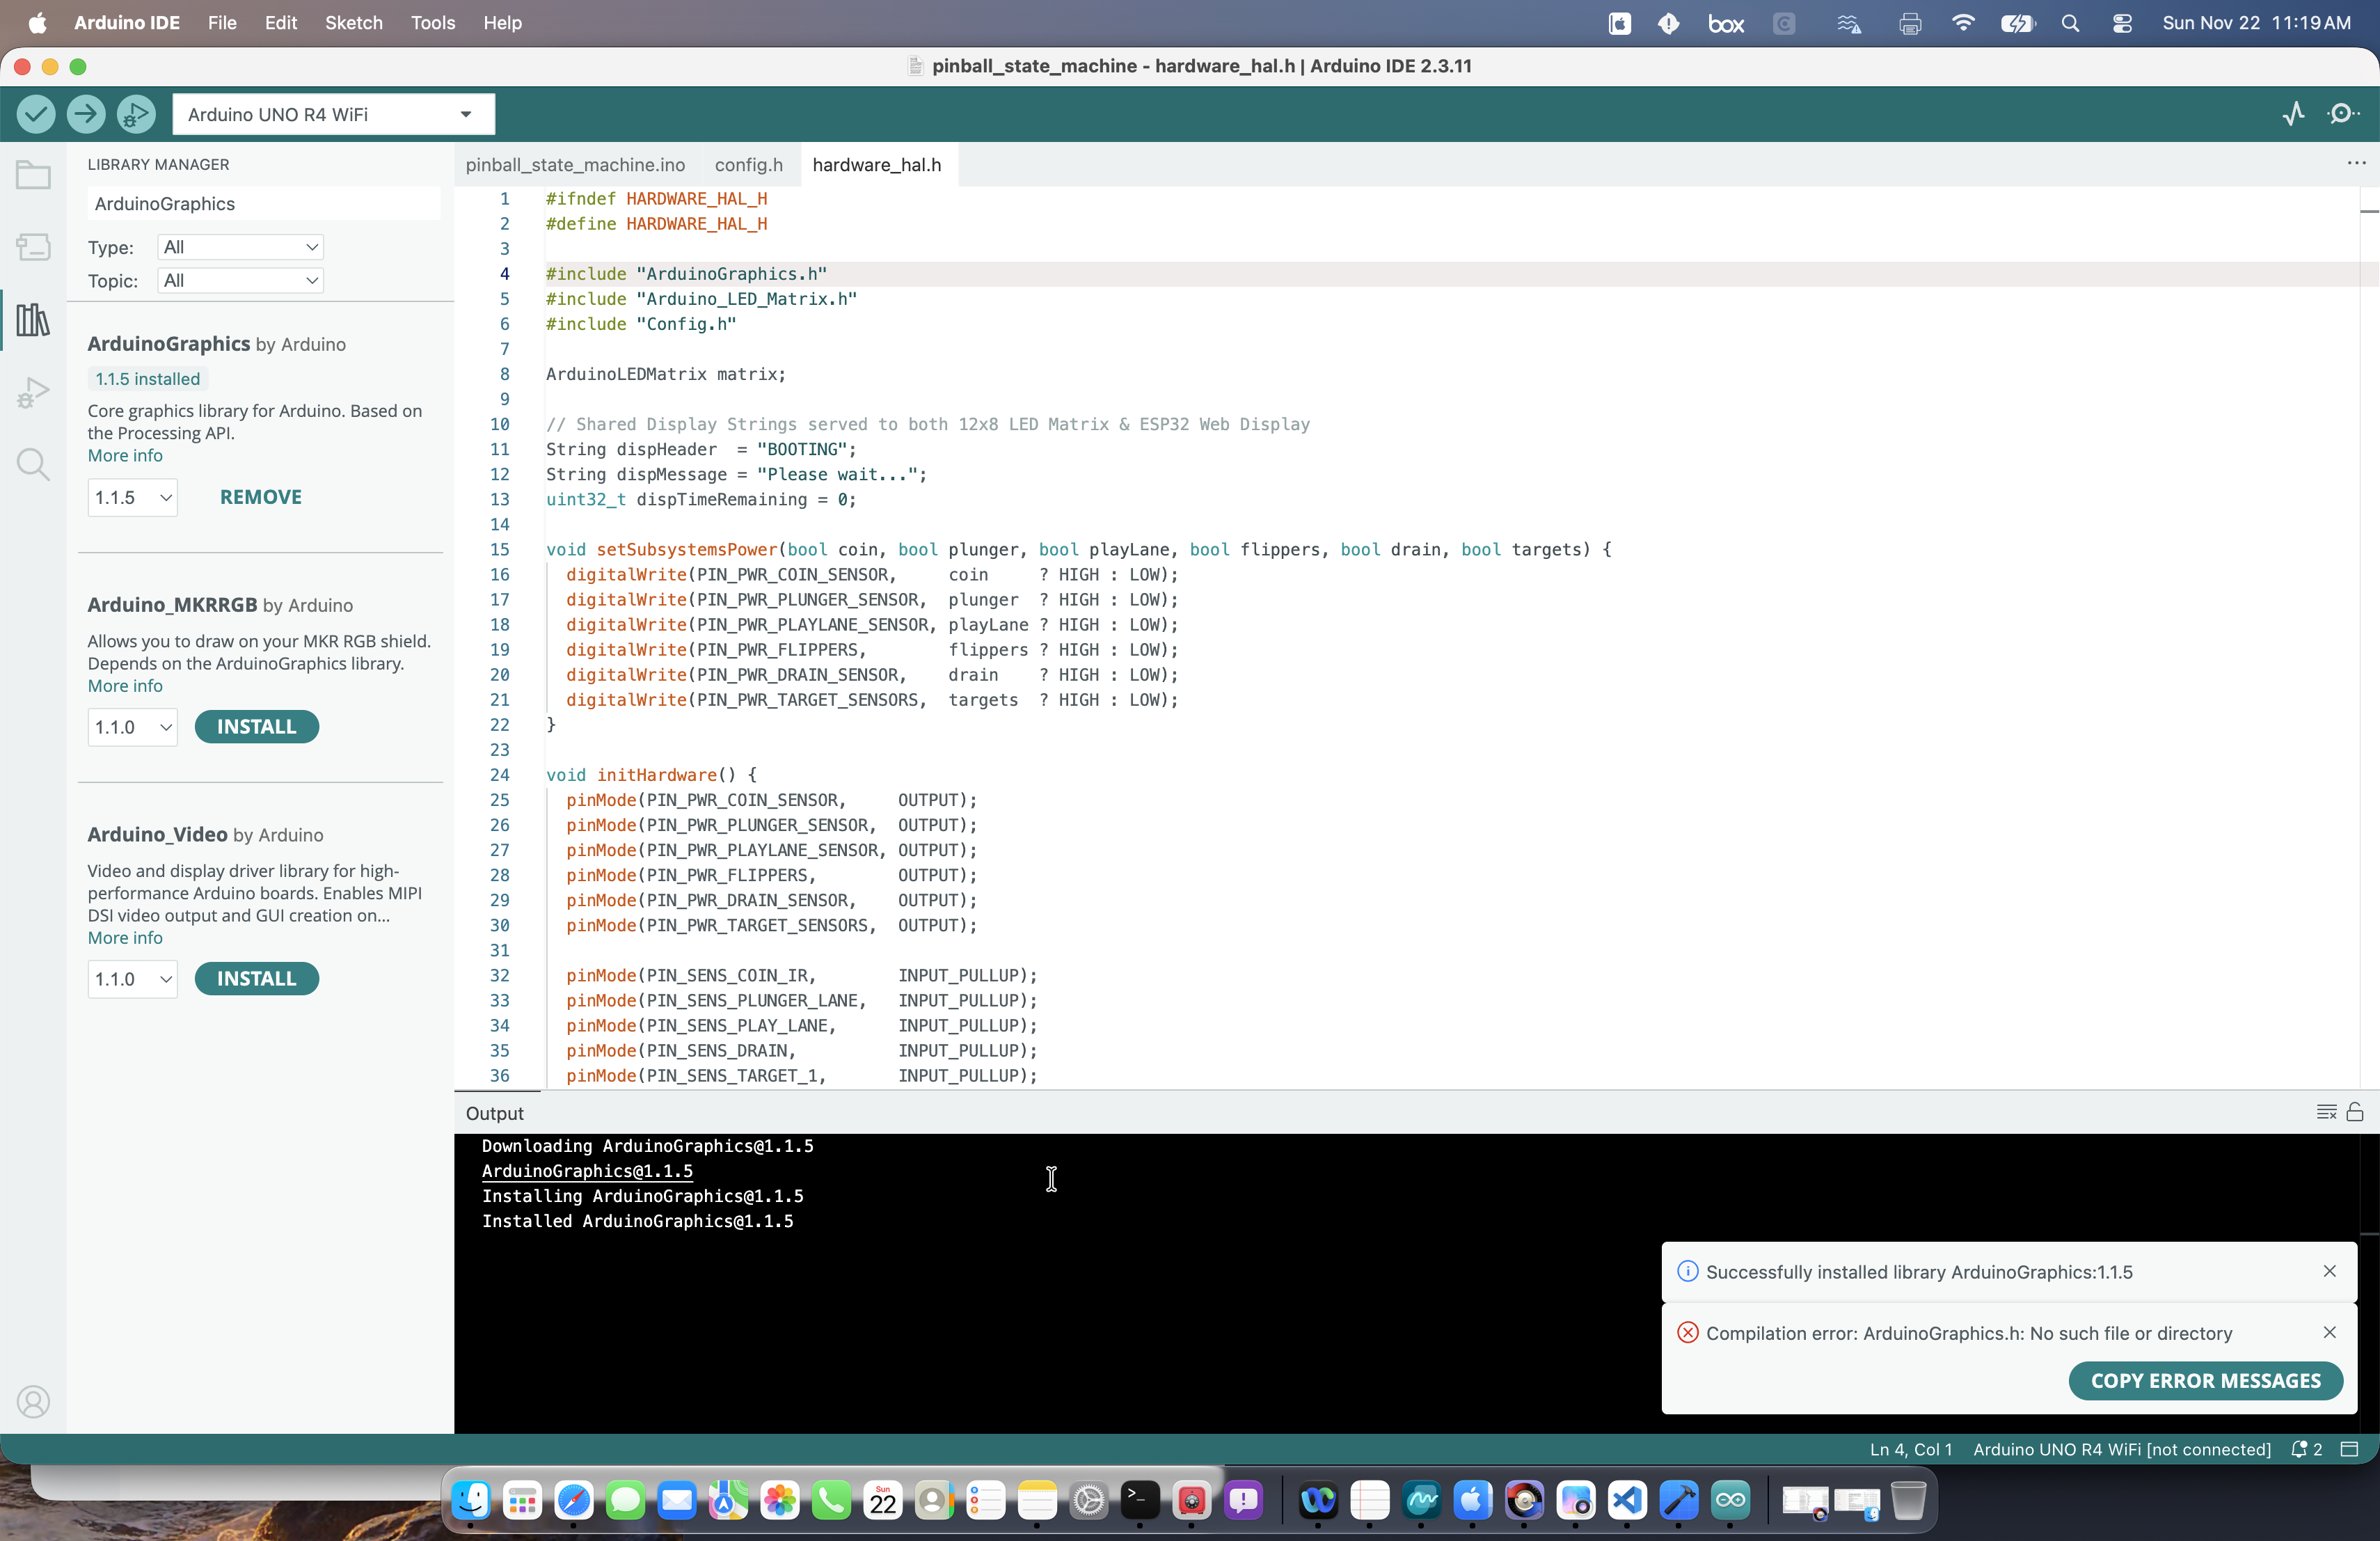 Arduino IDE File Edit Sketch Tools Help box Sun Nov 22 11:19 AM
pinball_state_machine - hardware_hal.h | Arduino IDE 2.3.11
Arduino UNO R4 WiFi
LIBRARY MANAGER
ArduinoGraphics
Type: All
Topic: All
ArduinoGraphics by Arduino
1.1.5 installed
Core graphics library for Arduino. Based on
the Processing API.
More info
1.1.5 REMOVE
Arduino_MKRRGB by Arduino
Allows you to draw on your MKR RGB shield.
Depends on the ArduinoGraphics library.
More info
1.1.0 INSTALL
Arduino_Video by Arduino
Video and display driver library for high-
performance Arduino boards. Enables MIPI
DSI video output and GUI creation on...
More info
1.1.0 INSTALL
pinball_state_machine.ino config.h hardware_hal.h
1 #ifndef HARDWARE_HAL_H
2 #define HARDWARE_HAL_H
3
4 #include "ArduinoGraphics.h"
5 #include "Arduino_LED_Matrix.h"
6 #include "Config.h"
7
8 ArduinoLEDMatrix matrix;
9
10 // Shared Display Strings served to both 12x8 LED Matrix & ESP32 Web Display
11 String dispHeader  = "BOOTING";
12 String dispMessage = "Please wait...";
13 uint32_t dispTimeRemaining = 0;
14
15 void setSubsystemsPower(bool coin, bool plunger, bool playLane, bool flippers, bool drain, bool targets) {
16   digitalWrite(PIN_PWR_COIN_SENSOR,     coin     ? HIGH : LOW);
17   digitalWrite(PIN_PWR_PLUNGER_SENSOR,  plunger  ? HIGH : LOW);
18   digitalWrite(PIN_PWR_PLAYLANE_SENSOR, playLane ? HIGH : LOW);
19   digitalWrite(PIN_PWR_FLIPPERS,        flippers ? HIGH : LOW);
20   digitalWrite(PIN_PWR_DRAIN_SENSOR,    drain    ? HIGH : LOW);
21   digitalWrite(PIN_PWR_TARGET_SENSORS,  targets  ? HIGH : LOW);
22 }
23
24 void initHardware() {
25   pinMode(PIN_PWR_COIN_SENSOR,     OUTPUT);
26   pinMode(PIN_PWR_PLUNGER_SENSOR,  OUTPUT);
27   pinMode(PIN_PWR_PLAYLANE_SENSOR, OUTPUT);
28   pinMode(PIN_PWR_FLIPPERS,        OUTPUT);
29   pinMode(PIN_PWR_DRAIN_SENSOR,    OUTPUT);
30   pinMode(PIN_PWR_TARGET_SENSORS,  OUTPUT);
31
32   pinMode(PIN_SENS_COIN_IR,        INPUT_PULLUP);
33   pinMode(PIN_SENS_PLUNGER_LANE,   INPUT_PULLUP);
34   pinMode(PIN_SENS_PLAY_LANE,      INPUT_PULLUP);
35   pinMode(PIN_SENS_DRAIN,          INPUT_PULLUP);
36   pinMode(PIN_SENS_TARGET_1,       INPUT_PULLUP);
Output
Downloading ArduinoGraphics@1.1.5
ArduinoGraphics@1.1.5
Installing ArduinoGraphics@1.1.5
Installed ArduinoGraphics@1.1.5
Successfully installed library ArduinoGraphics:1.1.5
Compilation error: ArduinoGraphics.h: No such file or directory
COPY ERROR MESSAGES
Ln 4, Col 1 Arduino UNO R4 WiFi [not connected] 2
Sun
22